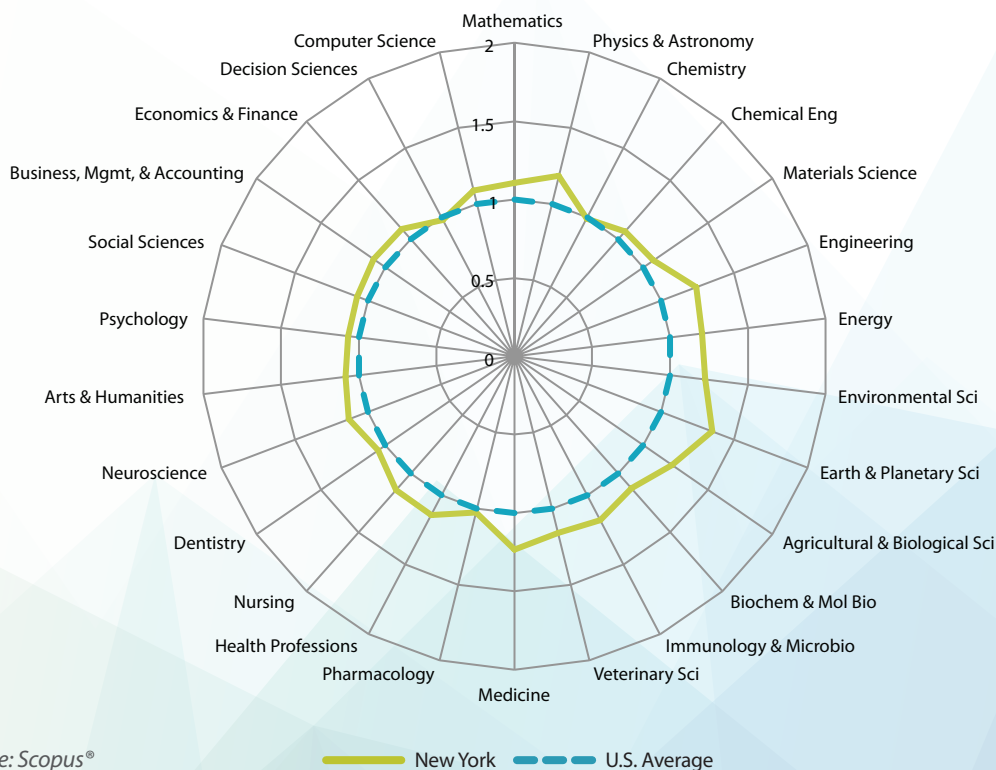 Mathematics
Physics & Astronomy
Chemistry
Chemical Eng
Materials Science
Engineering
Energy
Environmental Sci
Earth & Planetary Sci
Agricultural & Biological Sci
Biochem & Mol Bio
Immunology & Microbio
Veterinary Sci
Medicine
Pharmacology
Health Professions
Nursing
Dentistry
Neuroscience
Arts & Humanities
Psychology
Social Sciences
Business, Mgmt, & Accounting
Economics & Finance
Decision Sciences
Computer Science
2
1.5
1
0.5
0
e: Scopus®
New York
U.S. Average